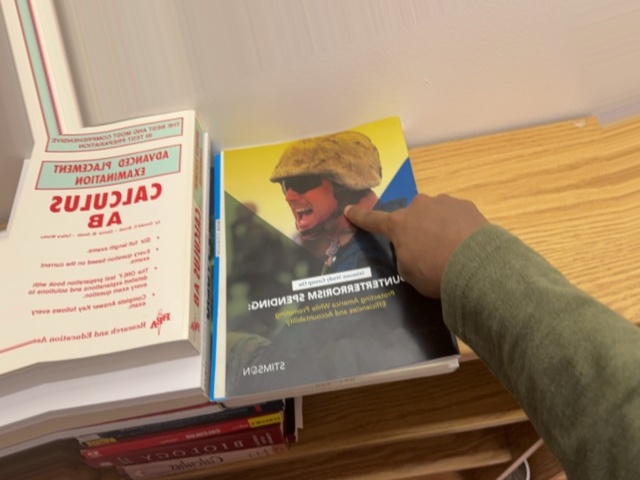 THE BEST AND MOST COMPREHENSIVE
IN TEST PREPARATION
ADVANCED PLACEMENT
EXAMINATION
CALCULUS
AB
Six full length exams.
Every question based on the current
exams.
The ONLY test preparation book with
detailed explanations and solutions to
every exam question.
Complete Answer Key follows every
exam.
REA
Research and Education
CALCULUS AB
Stimson Study Group On
COUNTERTERRORISM SPENDING:
Protecting America While Promoting
Efficiencies and Accountability
STIMSON
BIOLOGY
Calculus